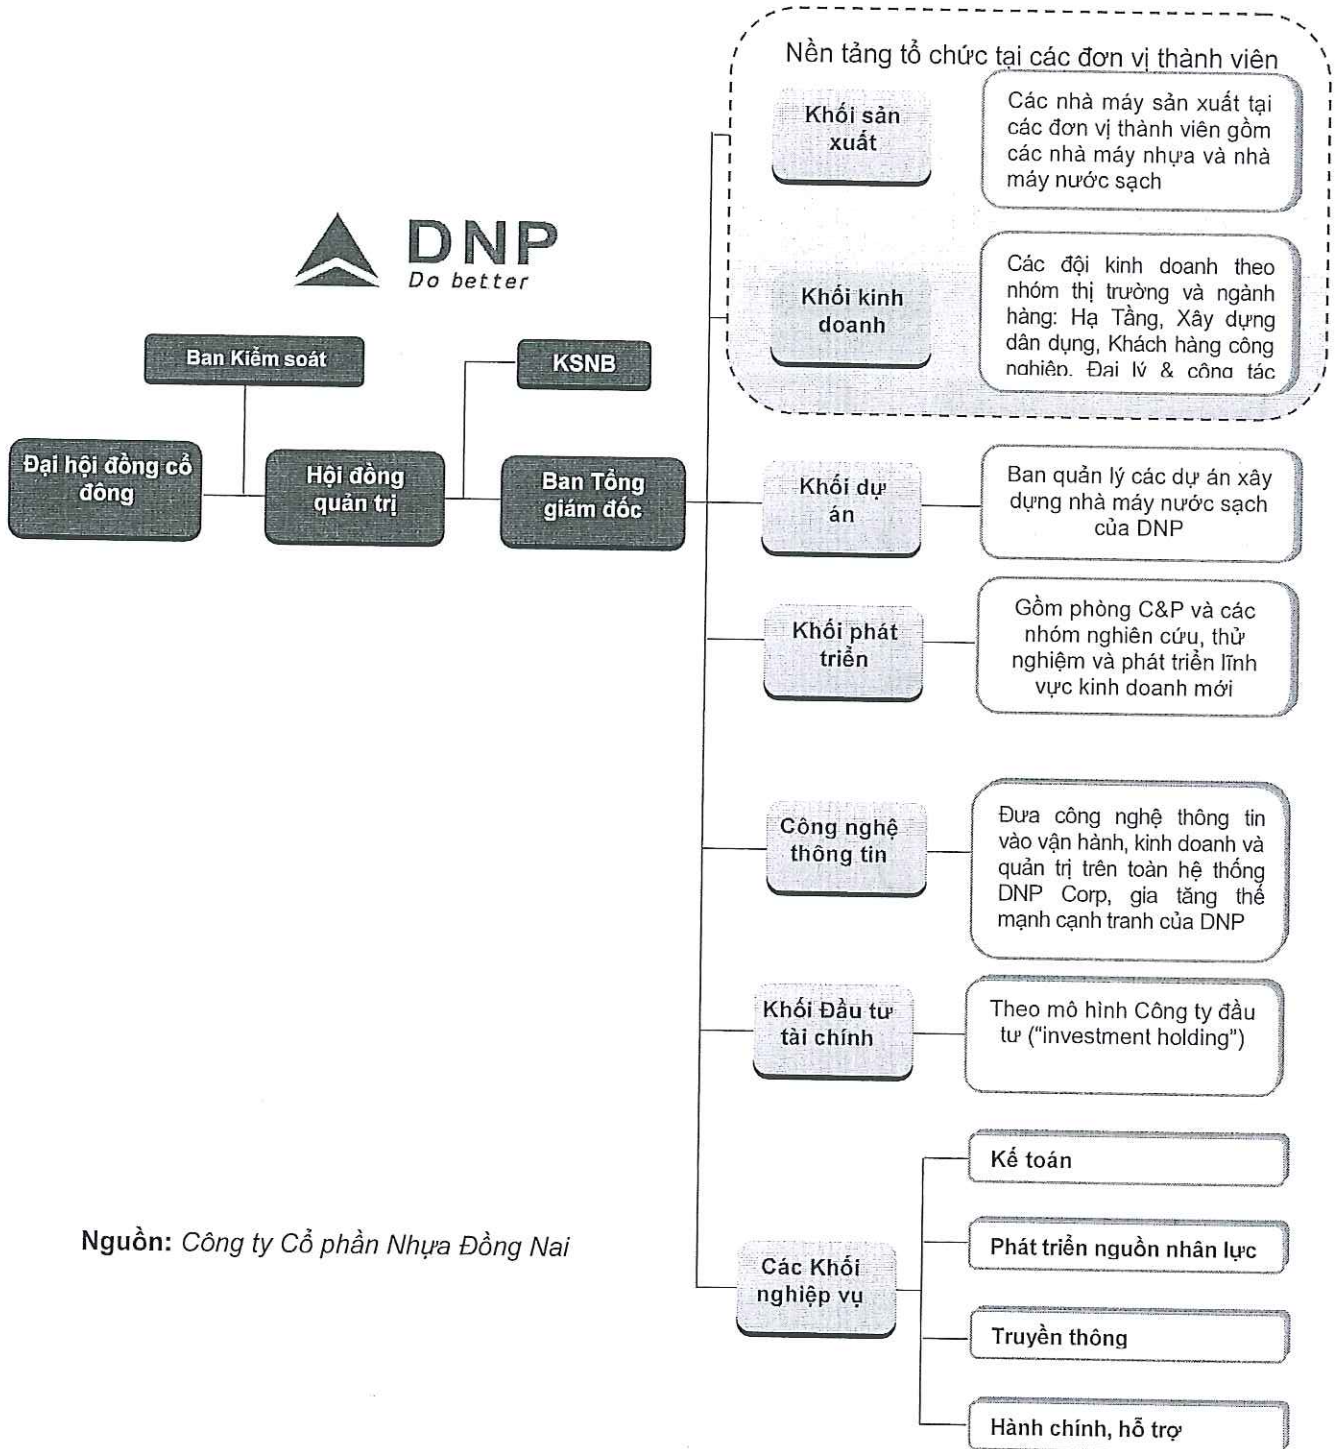 Nền tảng tổ chức tại các đơn vị thành viên
Khối sản
xuất
Các nhà máy sản xuất tại
các đơn vị thành viên gồm
các nhà máy nhựa và nhà
máy nước sạch
DNP
Do better
Khối kinh
doanh
Các đội kinh doanh theo
nhóm thị trường và ngành
hàng: Hạ Tầng, Xây dựng
dân dụng, Khách hàng công
nghiệp, Đại lý & công tác
Ban Kiểm soát
KSNB
Đại hội đồng cổ
đông
Hội đồng
quản trị
Ban Tổng
giám đốc
Khối dự
án
Ban quản lý các dự án xây
dựng nhà máy nước sạch
của DNP
Khối phát
triển
Gồm phòng C&P và các
nhóm nghiên cứu, thử
nghiệm và phát triển lĩnh
vực kinh doanh mới
Công nghệ
thông tin
Đưa công nghệ thông tin
vào vận hành, kinh doanh và
quản trị trên toàn hệ thống
DNP Corp, gia tăng thế
mạnh cạnh tranh của DNP
Khối Đầu tư
tài chính
Theo mô hình Công ty đầu
tư ("investment holding")
Các Khối
nghiệp vụ
Kế toán
Phát triển nguồn nhân lực
Truyền thông
Hành chính, hỗ trợ
Nguồn: Công ty Cổ phần Nhựa Đồng Nai